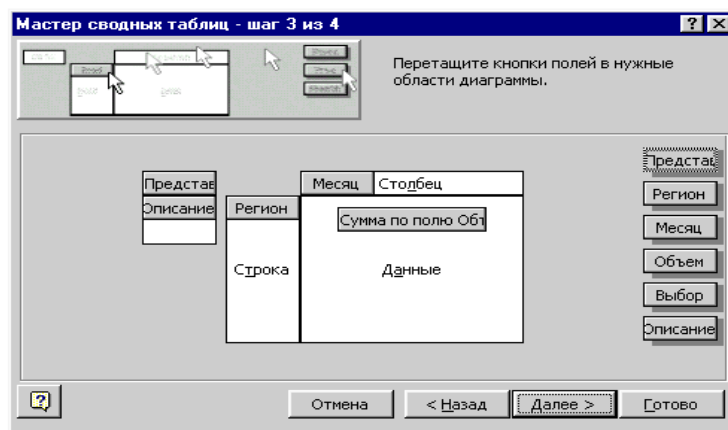 Мастер сводных таблиц - шаг 3 из 4
Перетащите кнопки полей в нужные
области диаграммы.
Представ
Описание
Регион
Строка
Месяц
Столбец
Сумма по полю Объ
Данные
Представ
Регион
Месяц
Объем
Выбор
Описание
Отмена
< Назад
Далее >
Готово